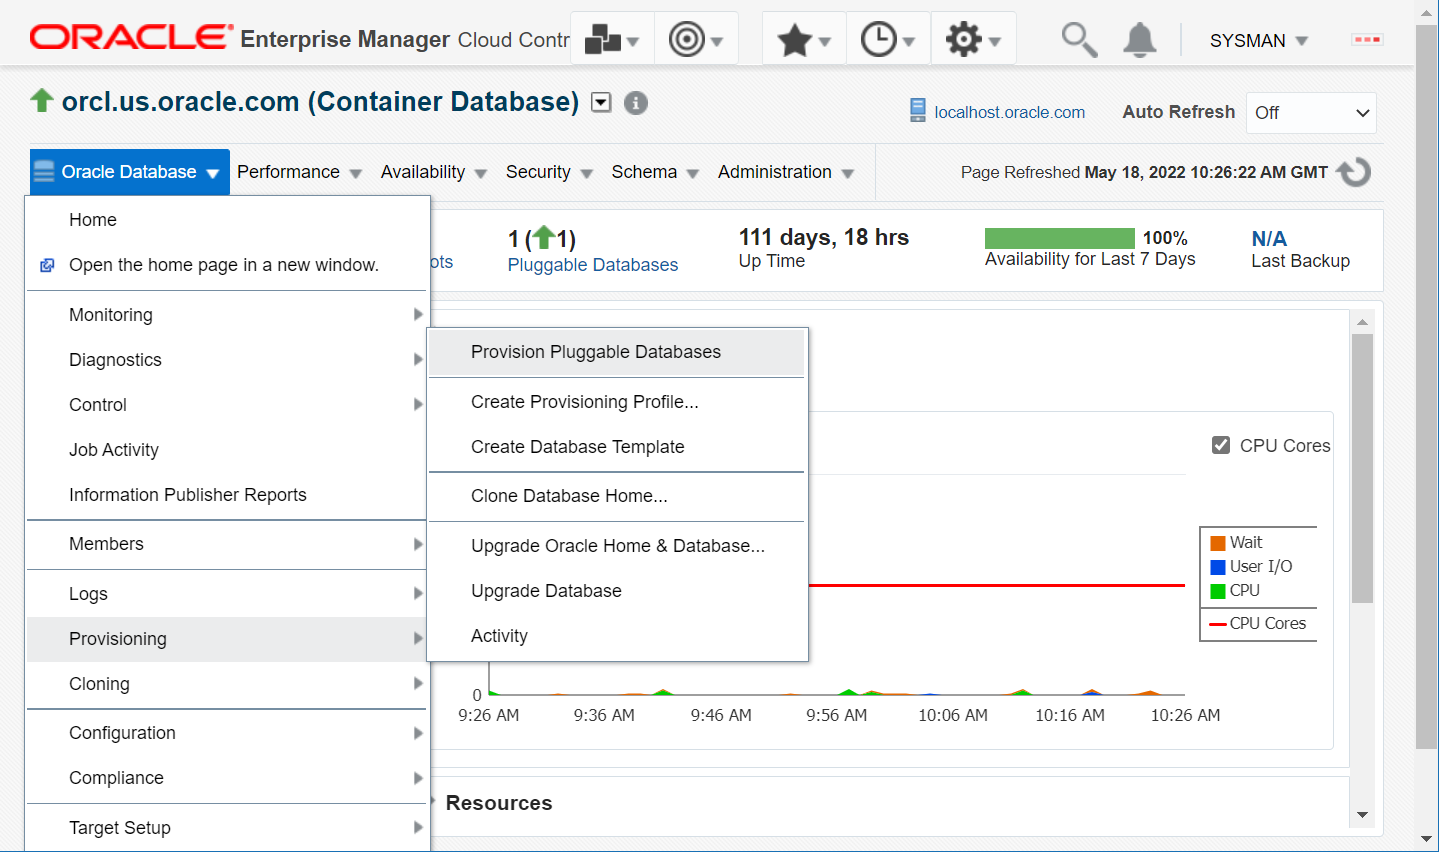 ORACLE Enterprise Manager Cloud Contr
SYSMAN
orcl.us.oracle.com (Container Database)
localhost.oracle.com
Auto Refresh
Off
Oracle Database
Performance
Availability
Security
Schema
Administration
Page Refreshed May 18, 2022 10:26:22 AM GMT
Home
Open the home page in a new window.
Monitoring
Diagnostics
Control
Job Activity
Information Publisher Reports
Members
Logs
Provisioning
Cloning
Configuration
Compliance
Target Setup
Provision Pluggable Databases
Create Provisioning Profile...
Create Database Template
Clone Database Home...
Upgrade Oracle Home & Database...
Upgrade Database
Activity
ots
1 (1)
Pluggable Databases
111 days, 18 hrs
Up Time
100%
Availability for Last 7 Days
N/A
Last Backup
CPU Cores
Wait
User I/O
CPU
CPU Cores
0
9:26 AM
9:36 AM
9:46 AM
9:56 AM
10:06 AM
10:16 AM
10:26 AM
Resources